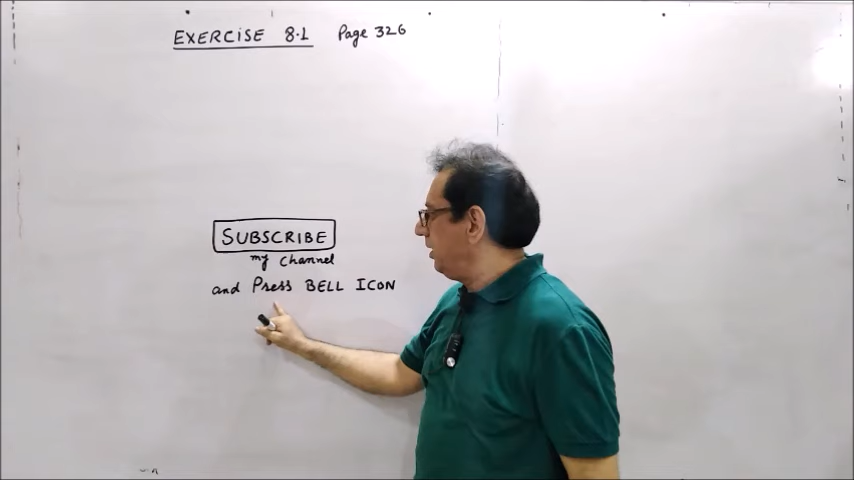 EXERCISE 8.1 Page 326
SUBSCRIBE
my channel
and Press BELL ICON